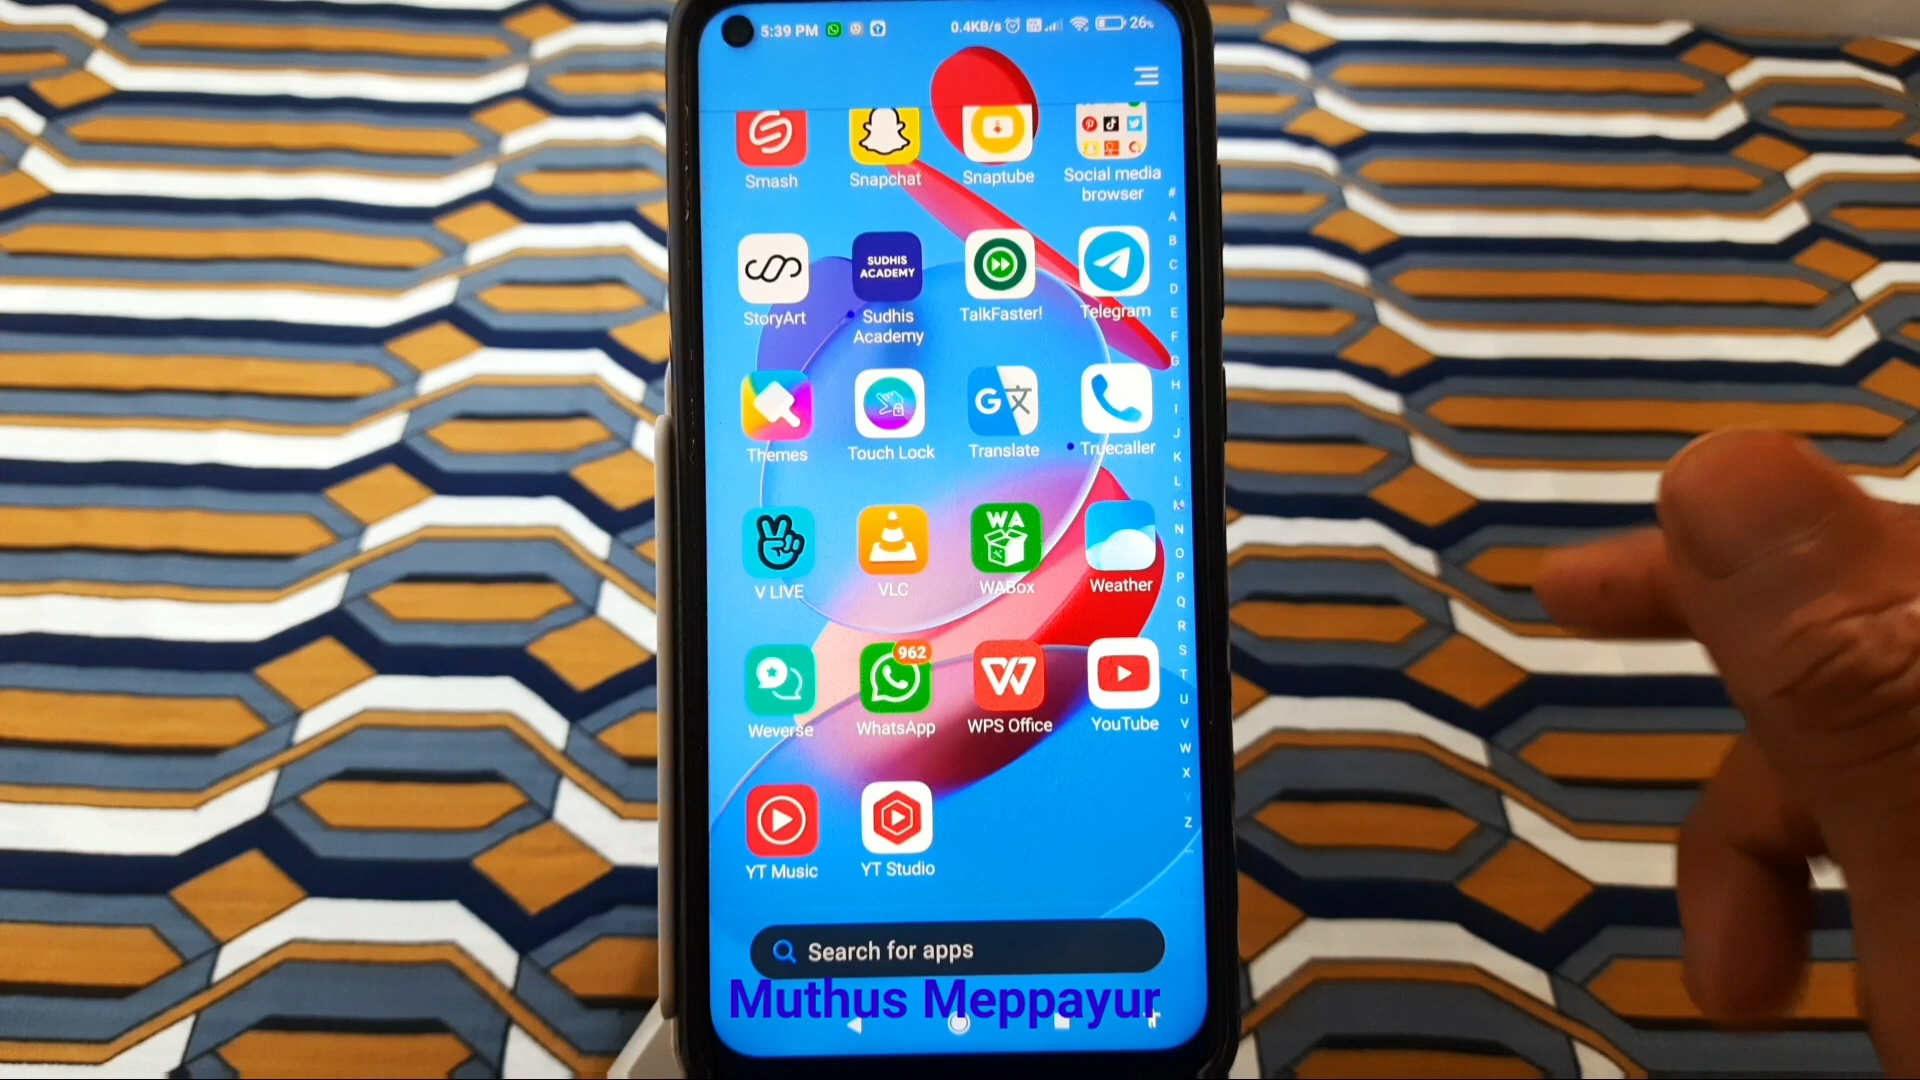 5:39 PM 0.4KB/s 26%
Smash Snapchat Snaptube Social media
browser
#
A
B
C
D
E
F
G
H
I
J
K
L
M
N
O
P
Q
R
S
T
U
V
W
X
Y
Z
SUDHIS
ACADEMY
StoryArt Sudhis TalkFaster! Telegram
Academy
G文
Themes Touch Lock Translate Truecaller
WA
V LIVE VLC WABox Weather
962
W
Weverse WhatsApp WPS Office YouTube
YT Music YT Studio
Search for apps
Muthus Meppayur